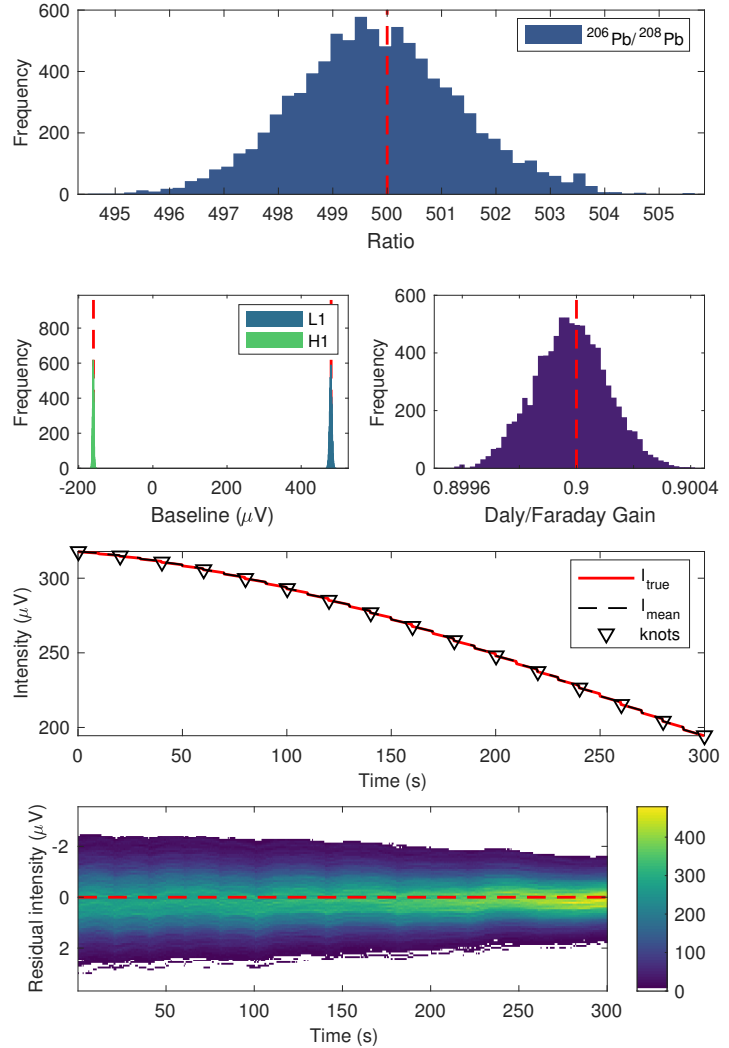 600
400
200
0
Frequency
²⁰⁶Pb/²⁰⁸Pb
495 496 497 498 499 500 501 502 503 504 505
Ratio
800
600
400
200
0
Frequency
L1
H1
-200 0 200 400
Baseline (μV)
600
400
200
0
Frequency
0.8996 0.9 0.9004
Daly/Faraday Gain
300
250
200
Intensity (μV)
I_true
I_mean
knots
0 50 100 150 200 250 300
Time (s)
-2
0
2
Residual intensity (μV)
50 100 150 200 250 300
Time (s)
400
300
200
100
0